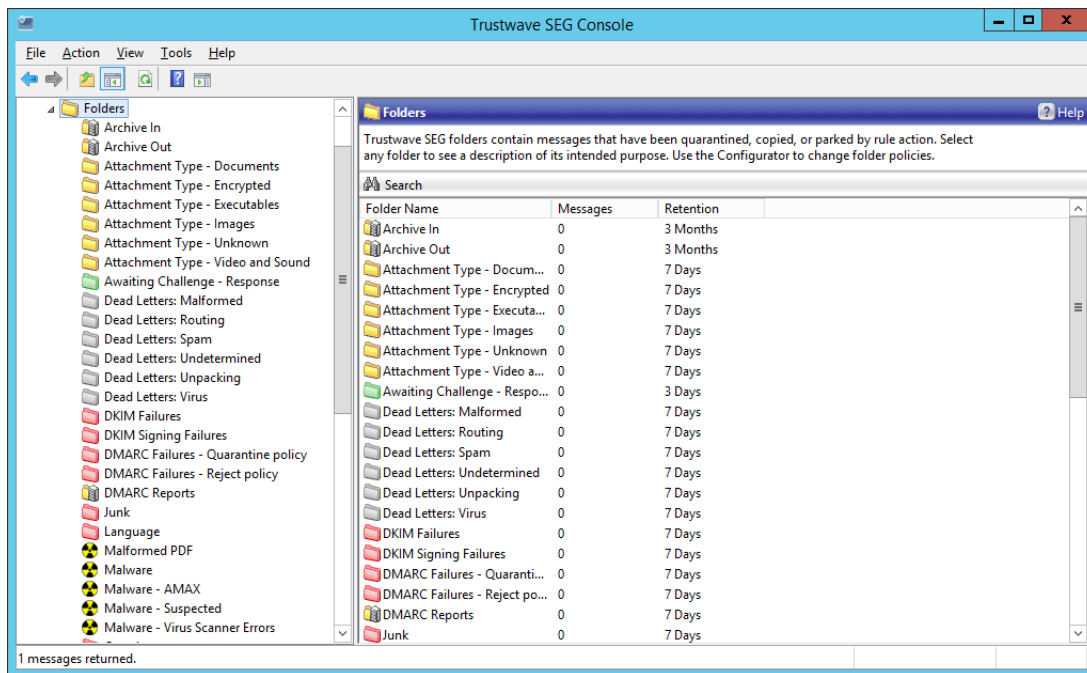 Trustwave SEG Console
File Action View Tools Help
Folders
Archive In
Archive Out
Attachment Type - Documents
Attachment Type - Encrypted
Attachment Type - Executables
Attachment Type - Images
Attachment Type - Unknown
Attachment Type - Video and Sound
Awaiting Challenge - Response
Dead Letters: Malformed
Dead Letters: Routing
Dead Letters: Spam
Dead Letters: Undetermined
Dead Letters: Unpacking
Dead Letters: Virus
DKIM Failures
DKIM Signing Failures
DMARC Failures - Quarantine policy
DMARC Failures - Reject policy
DMARC Reports
Junk
Language
Malformed PDF
Malware
Malware - AMAX
Malware - Suspected
Malware - Virus Scanner Errors
Folders Help
Trustwave SEG folders contain messages that have been quarantined, copied, or parked by rule action. Select
any folder to see a description of its intended purpose. Use the Configurator to change folder policies.
Search
Folder Name Messages Retention
Archive In 0 3 Months
Archive Out 0 3 Months
Attachment Type - Docum... 0 7 Days
Attachment Type - Encrypted 0 7 Days
Attachment Type - Executa... 0 7 Days
Attachment Type - Images 0 7 Days
Attachment Type - Unknown 0 7 Days
Attachment Type - Video a... 0 7 Days
Awaiting Challenge - Respo... 0 3 Days
Dead Letters: Malformed 0 7 Days
Dead Letters: Routing 0 7 Days
Dead Letters: Spam 0 7 Days
Dead Letters: Undetermined 0 7 Days
Dead Letters: Unpacking 0 7 Days
Dead Letters: Virus 0 7 Days
DKIM Failures 0 7 Days
DKIM Signing Failures 0 7 Days
DMARC Failures - Quaranti... 0 7 Days
DMARC Failures - Reject po... 0 7 Days
DMARC Reports 0 7 Days
Junk 0 7 Days
1 messages returned.